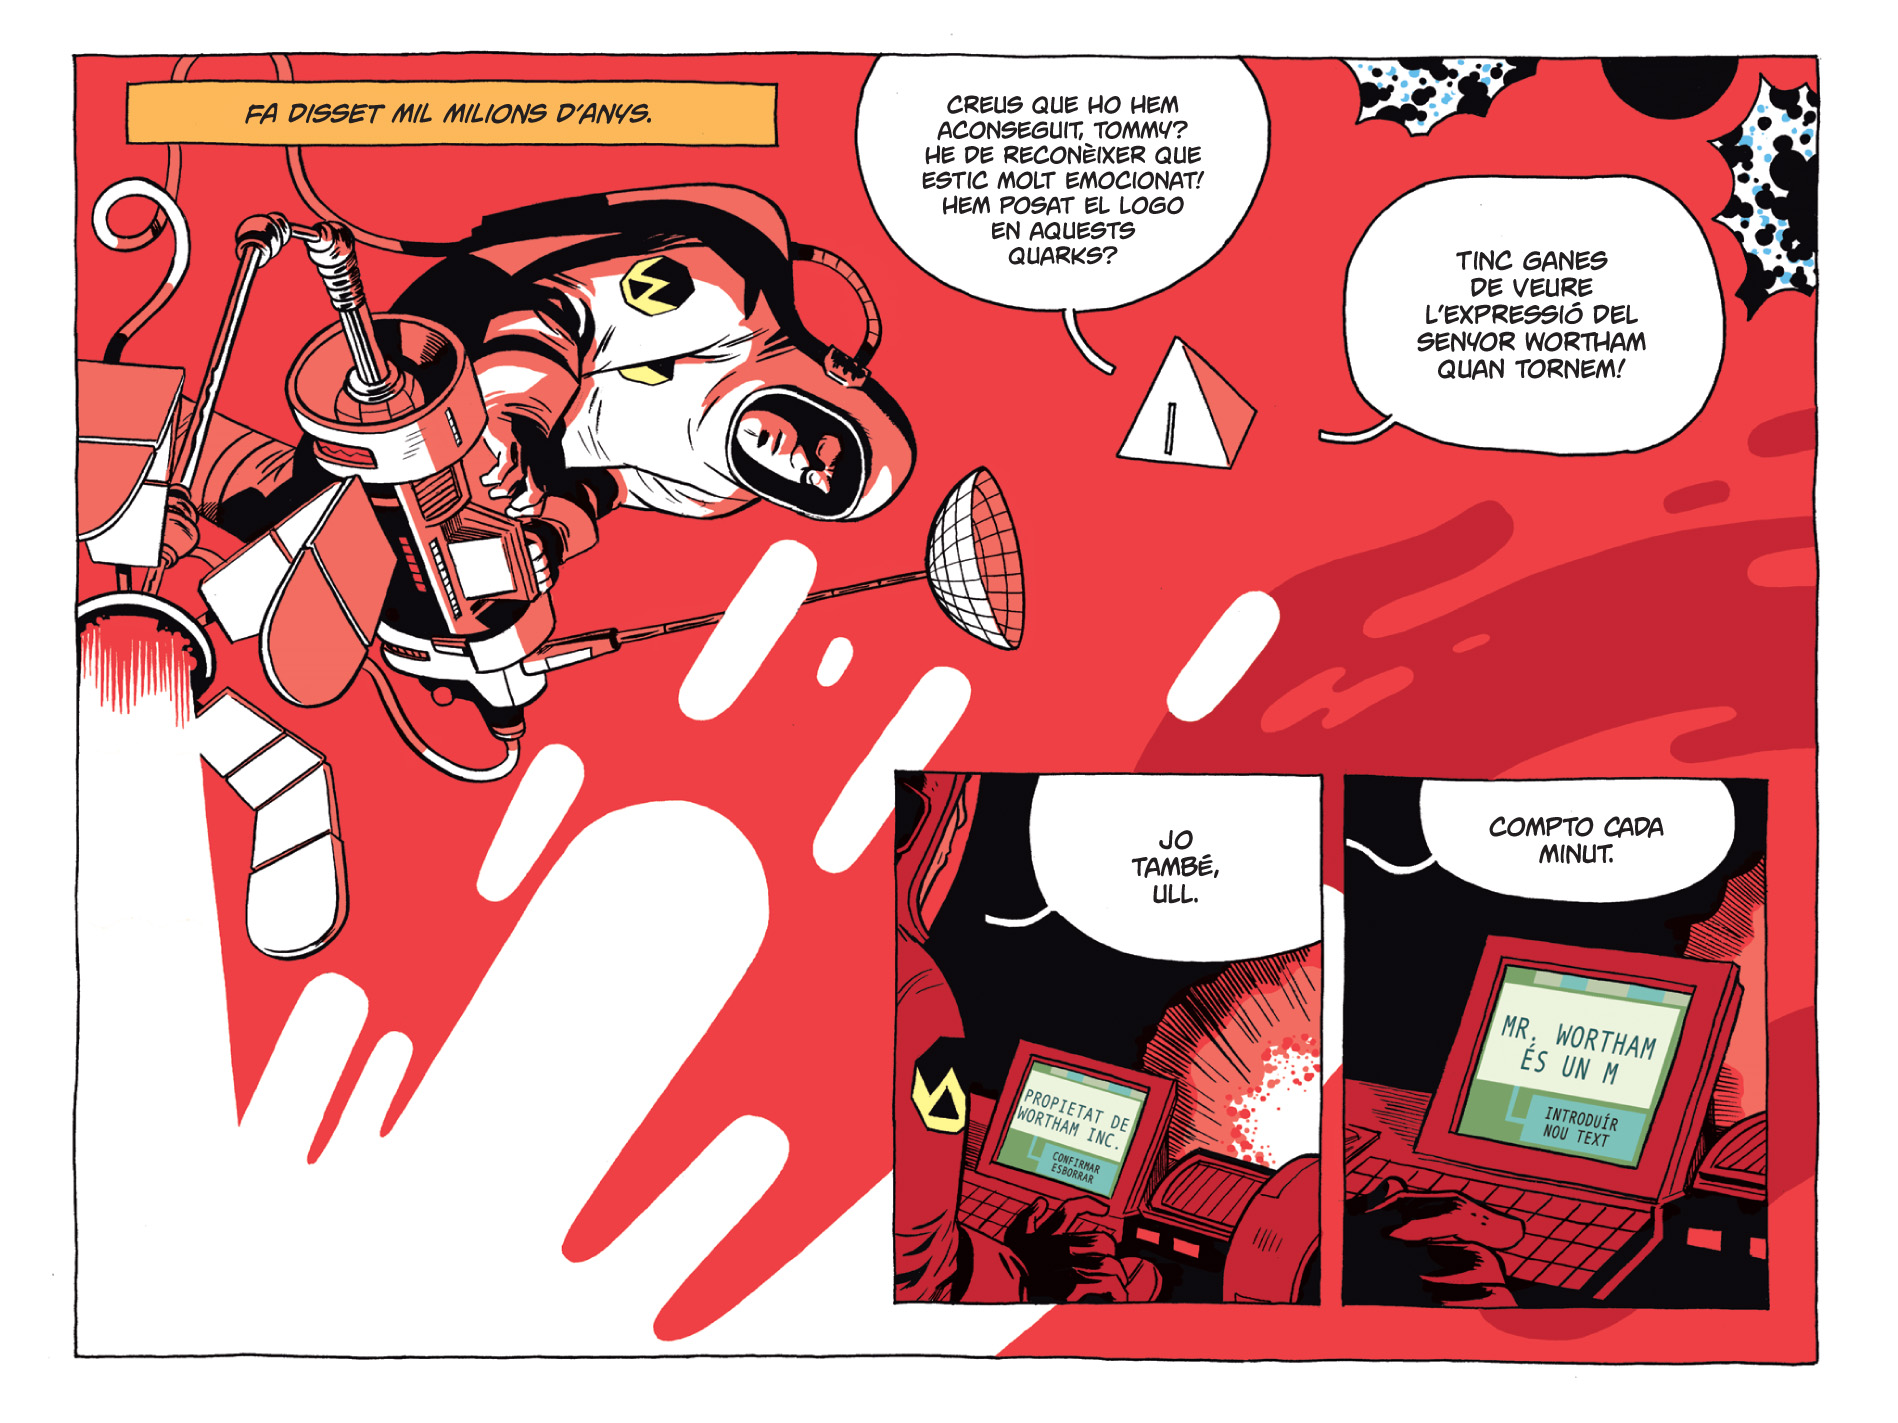 FA DISSET MIL MILIONS D'ANYS.
CREUS QUE HO HEM
ACONSEGUIT, TOMMY?
HE DE RECONÈIXER QUE
ESTIC MOLT EMOCIONAT!
HEM POSAT EL LOGO
EN AQUESTS
QUARKS?
TINC GANES
DE VEURE
L'EXPRESSIÓ DEL
SENYOR WORTHAM
QUAN TORNEM!
JO
TAMBÉ,
ULL.
PROPIETAT DE
WORTHAM INC.
CONFIRMAR
ESBORRAR
COMPTO CADA
MINUT.
MR. WORTHAM
ÉS UN M
INTRODUÍR
NOU TEXT